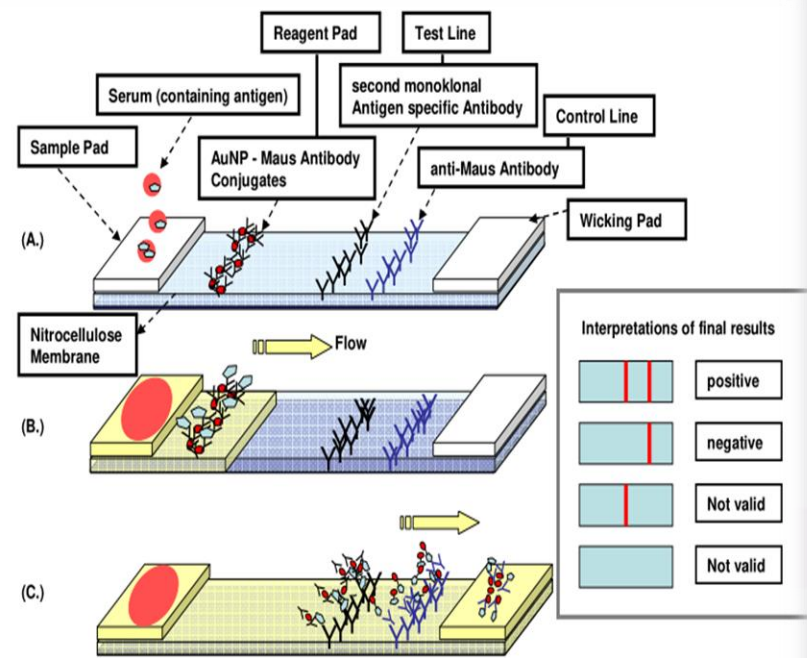 Reagent Pad
Test Line
Serum (containing antigen)
second monoklonal
Antigen specific Antibody
Control Line
Sample Pad
AuNP - Maus Antibody
Conjugates
anti-Maus Antibody
Wicking Pad
(A.)
Nitrocellulose
Membrane
Flow
Interpretations of final results
positive
(B.)
negative
Not valid
Not valid
(C.)